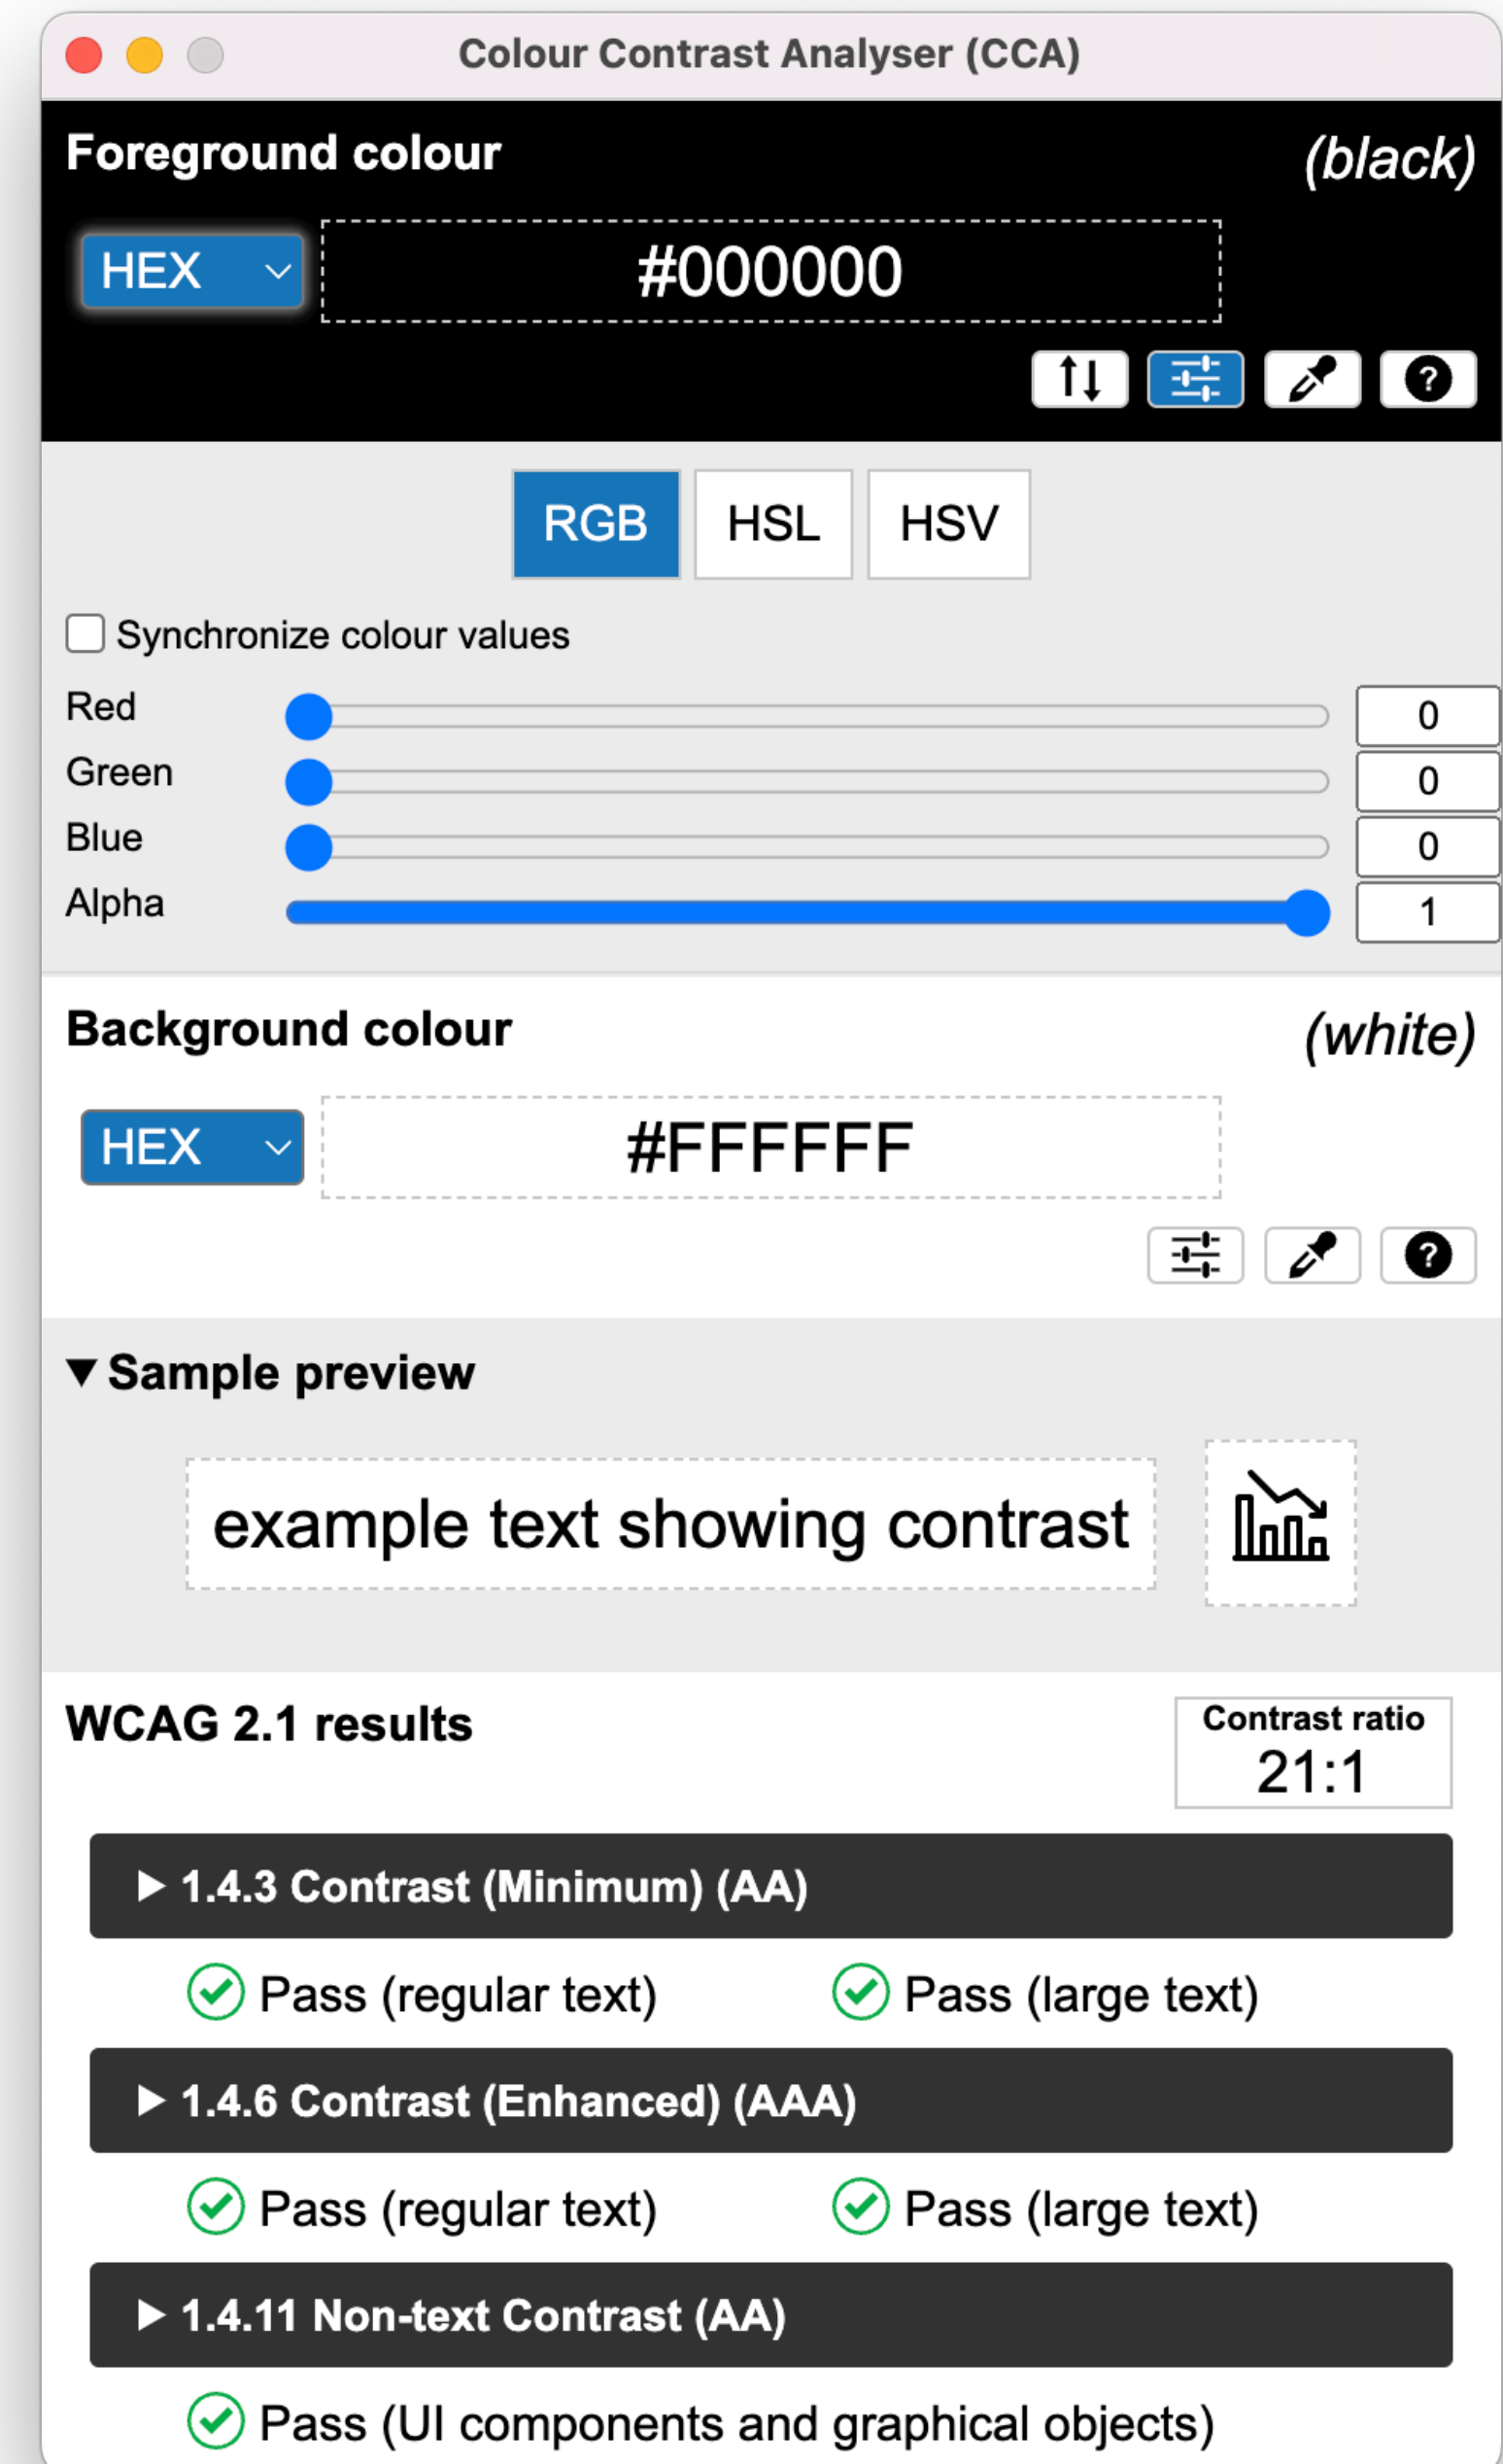 Colour Contrast Analyser (CCA)
Foreground colour (black)
HEX #000000
?
RGB HSL HSV
Synchronize colour values
Red 0
Green 0
Blue 0
Alpha 1
Background colour (white)
HEX #FFFFFF
?
▼ Sample preview
example text showing contrast
WCAG 2.1 results
Contrast ratio
21:1
▶ 1.4.3 Contrast (Minimum) (AA)
Pass (regular text) Pass (large text)
▶ 1.4.6 Contrast (Enhanced) (AAA)
Pass (regular text) Pass (large text)
▶ 1.4.11 Non-text Contrast (AA)
Pass (UI components and graphical objects)